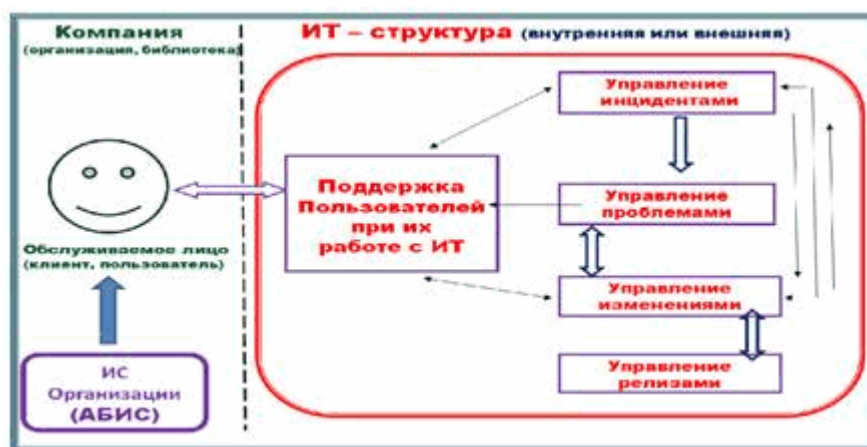 Компания
(организация, библиотека)
ИТ – структура (внутренняя или внешняя)
Управление
инцидентами
Поддержка
Пользователей
при их
работе с ИТ
Управление
проблемами
Обслуживаемое лицо
(клиент, пользователь)
Управление
изменениями
ИС
Организации
(АБИС)
Управление
релизами